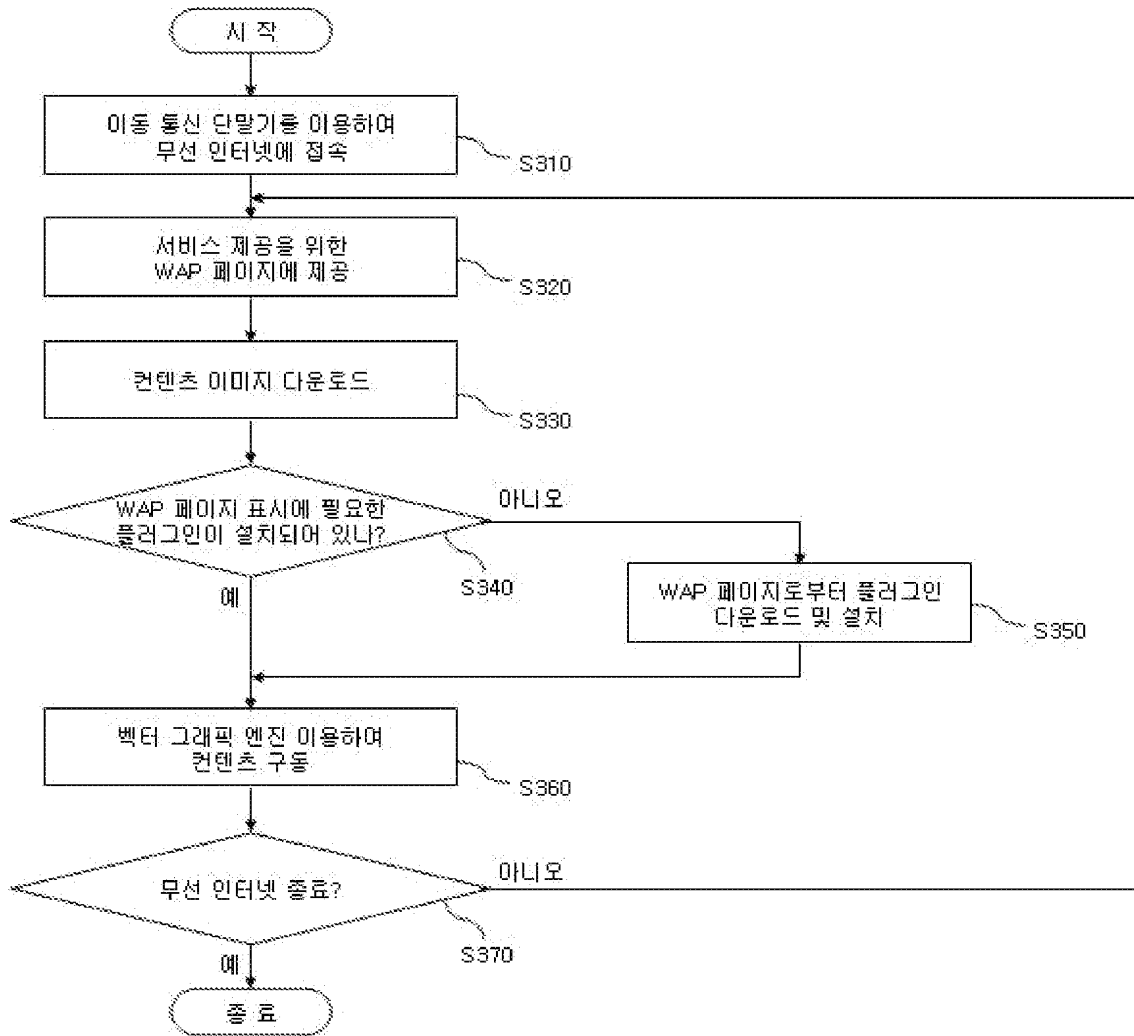 시 작
이동 통신 단말기를 이용하여
무선 인터넷에 접속
S310
서비스 제공을 위한
WAP 페이지에 제공
S320
컨텐츠 이미지 다운로드
S330
WAP 페이지 표시에 필요한
플러그인이 설치되어 있나?
아니오
S340
예
WAP 페이지로부터 플러그인
다운로드 및 설치
S350
벡터 그래픽 엔진 이용하여
컨텐츠 구동
S360
무선 인터넷 종료?
아니오
S370
예
종 료